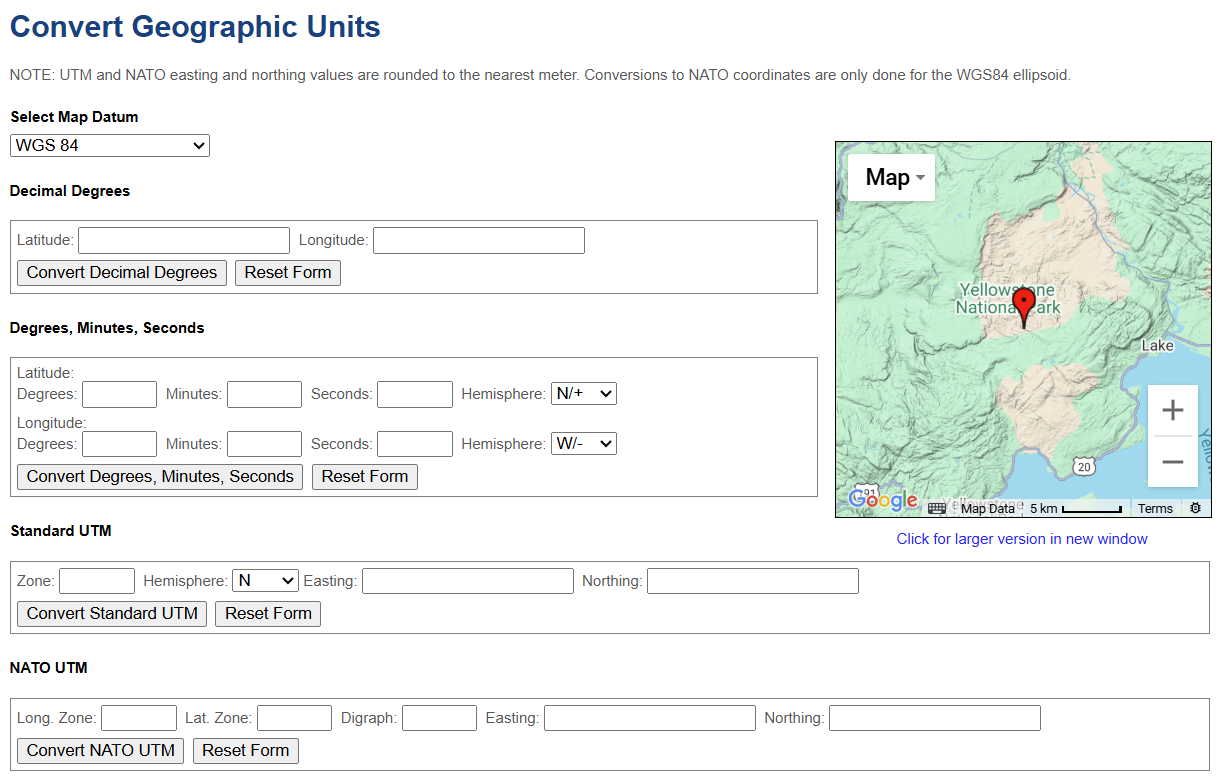 Convert Geographic Units
NOTE: UTM and NATO easting and northing values are rounded to the nearest meter. Conversions to NATO coordinates are only done for the WGS84 ellipsoid.
Select Map Datum
WGS 84
Decimal Degrees
Latitude: Longitude:
Convert Decimal Degrees Reset Form
Degrees, Minutes, Seconds
Latitude:
Degrees: Minutes: Seconds: Hemisphere: N/+
Longitude:
Degrees: Minutes: Seconds: Hemisphere: W/-
Convert Degrees, Minutes, Seconds Reset Form
Map
Yellowstone
National Park
Lake
20
Google
Yellowstone
Map Data 5 km Terms
Click for larger version in new window
Standard UTM
Zone: Hemisphere: N Easting: Northing:
Convert Standard UTM Reset Form
NATO UTM
Long. Zone: Lat. Zone: Digraph: Easting: Northing:
Convert NATO UTM Reset Form